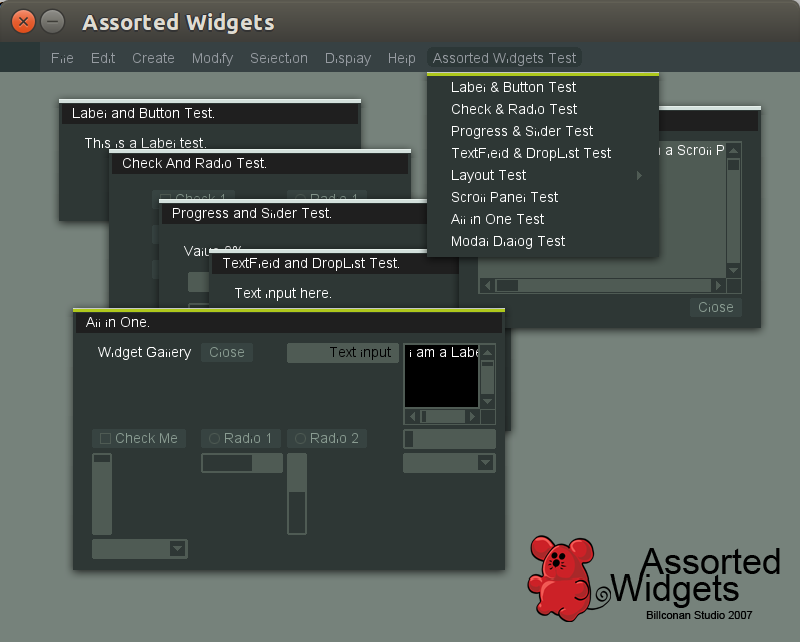 Assorted Widgets
File Edit Create Modify Selection Display Help Assorted Widgets Test
Label & Button Test
Check & Radio Test
Progress & Slider Test
TextField & DropList Test
Layout Test
Scroll Panel Test
All in One Test
Modal Dialog Test
Label and Button Test.
This is a Label test.
Check And Radio Test.
Check 1
Radio 1
Progress and Slider Test.
Value 0%
TextField and DropList Test.
Text input here.
a Scroll P
Close
All in One.
Widget Gallery Close Text input i am a Labe
Check Me Radio 1 Radio 2
Assorted
Widgets
Billconan Studio 2007